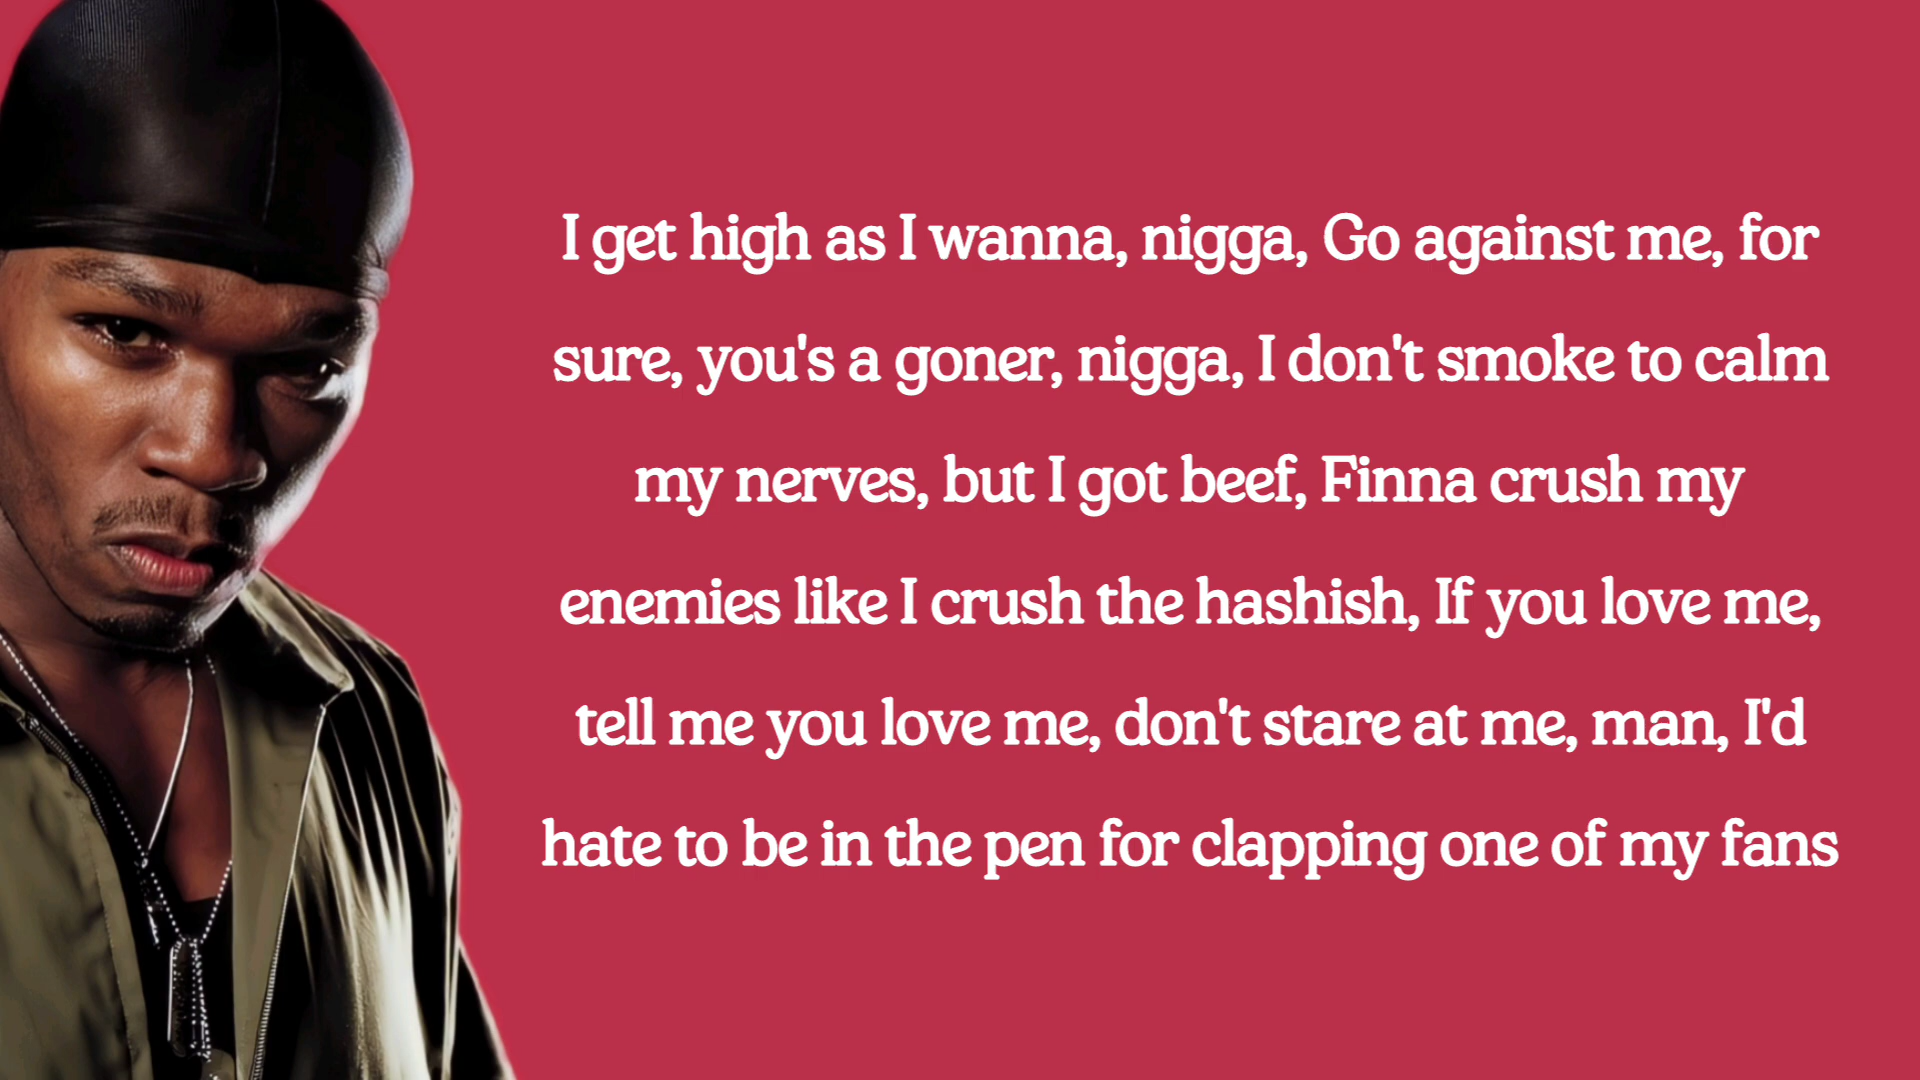 I get high as I wanna, nigga, Go against me, for
sure, you's a goner, nigga, I don't smoke to calm
my nerves, but I got beef, Finna crush my
enemies like I crush the hashish, If you love me,
tell me you love me, don't stare at me, man, I'd
hate to be in the pen for clapping one of my fans